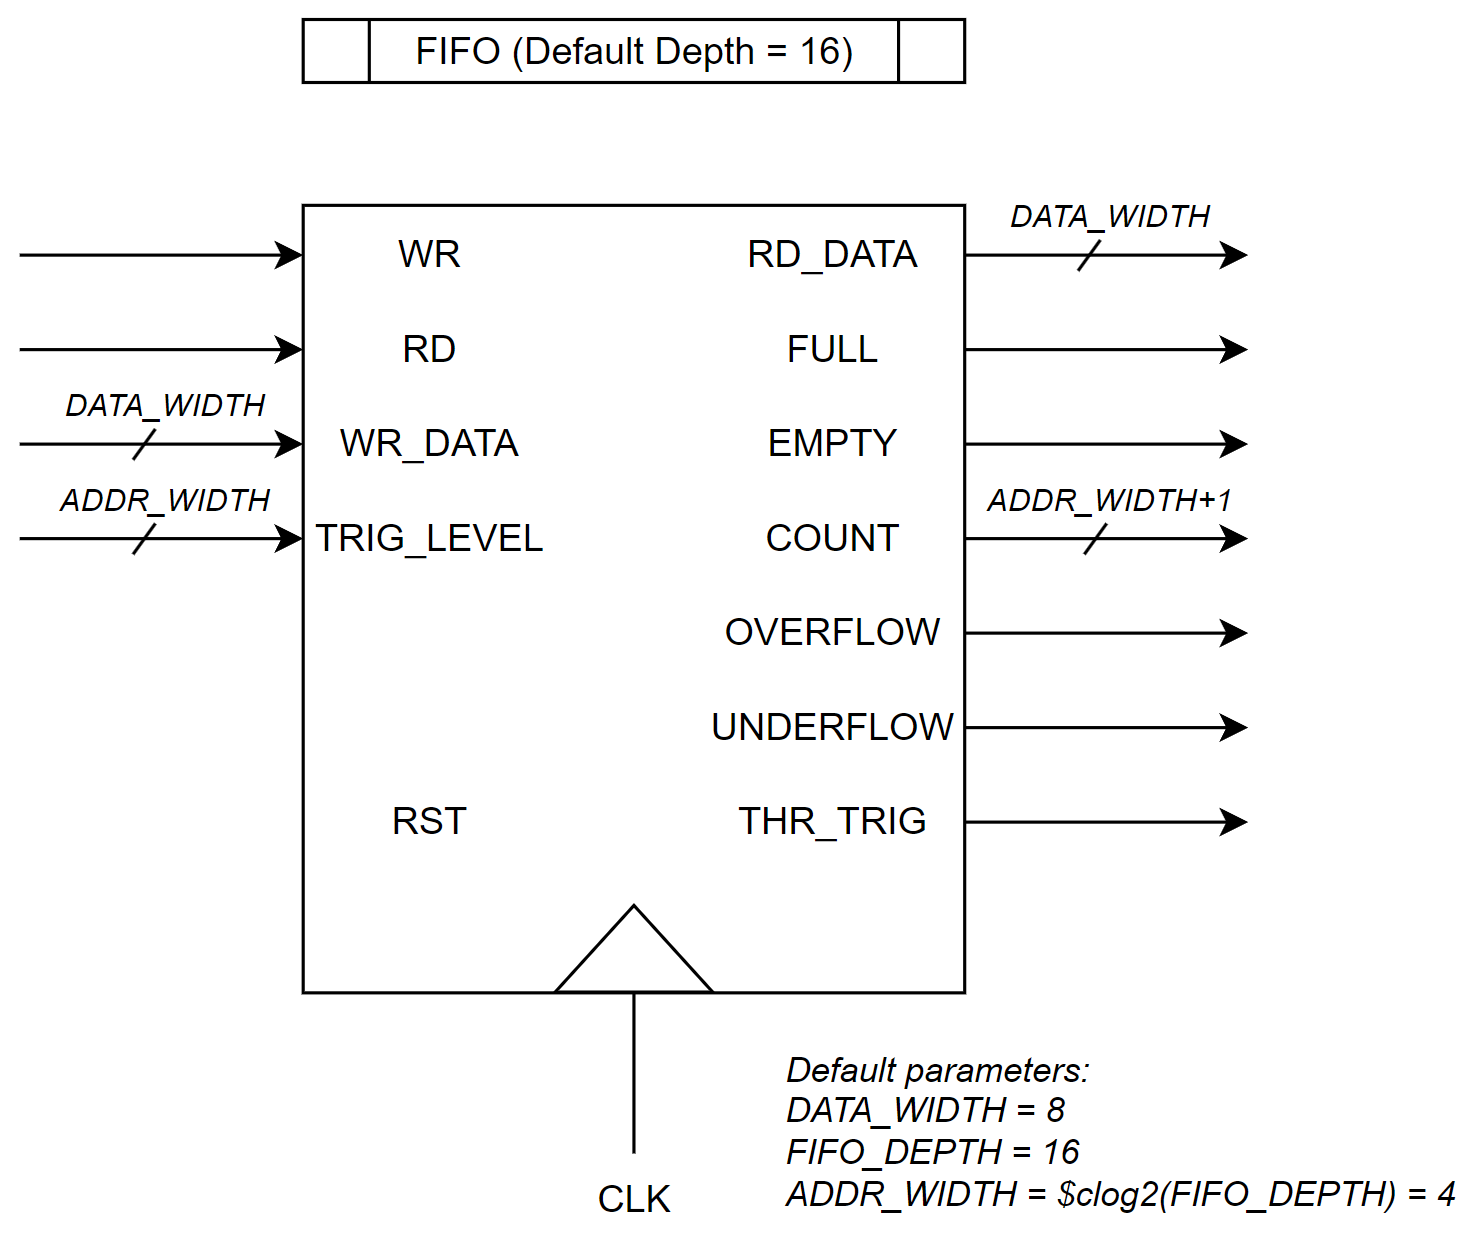 FIFO (Default Depth = 16)
WR
RD_DATA
DATA_WIDTH
RD
FULL
DATA_WIDTH
WR_DATA
EMPTY
ADDR_WIDTH
TRIG_LEVEL
COUNT
ADDR_WIDTH+1
OVERFLOW
UNDERFLOW
RST
THR_TRIG
CLK
Default parameters:
DATA_WIDTH = 8
FIFO_DEPTH = 16
ADDR_WIDTH = $clog2(FIFO_DEPTH) = 4